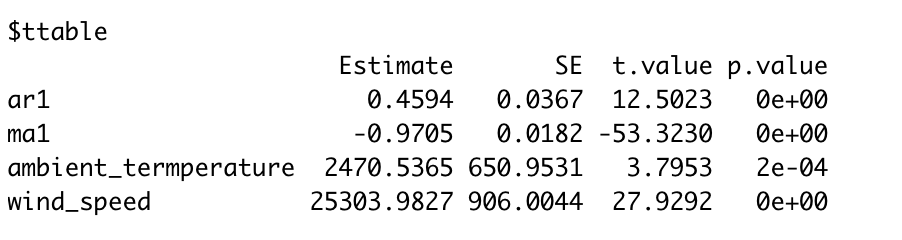 $ttable
Estimate SE t.value p.value
ar1 0.4594 0.0367 12.5023 0e+00
ma1 -0.9705 0.0182 -53.3230 0e+00
ambient_termperature 2470.5365 650.9531 3.7953 2e-04
wind_speed 25303.9827 906.0044 27.9292 0e+00